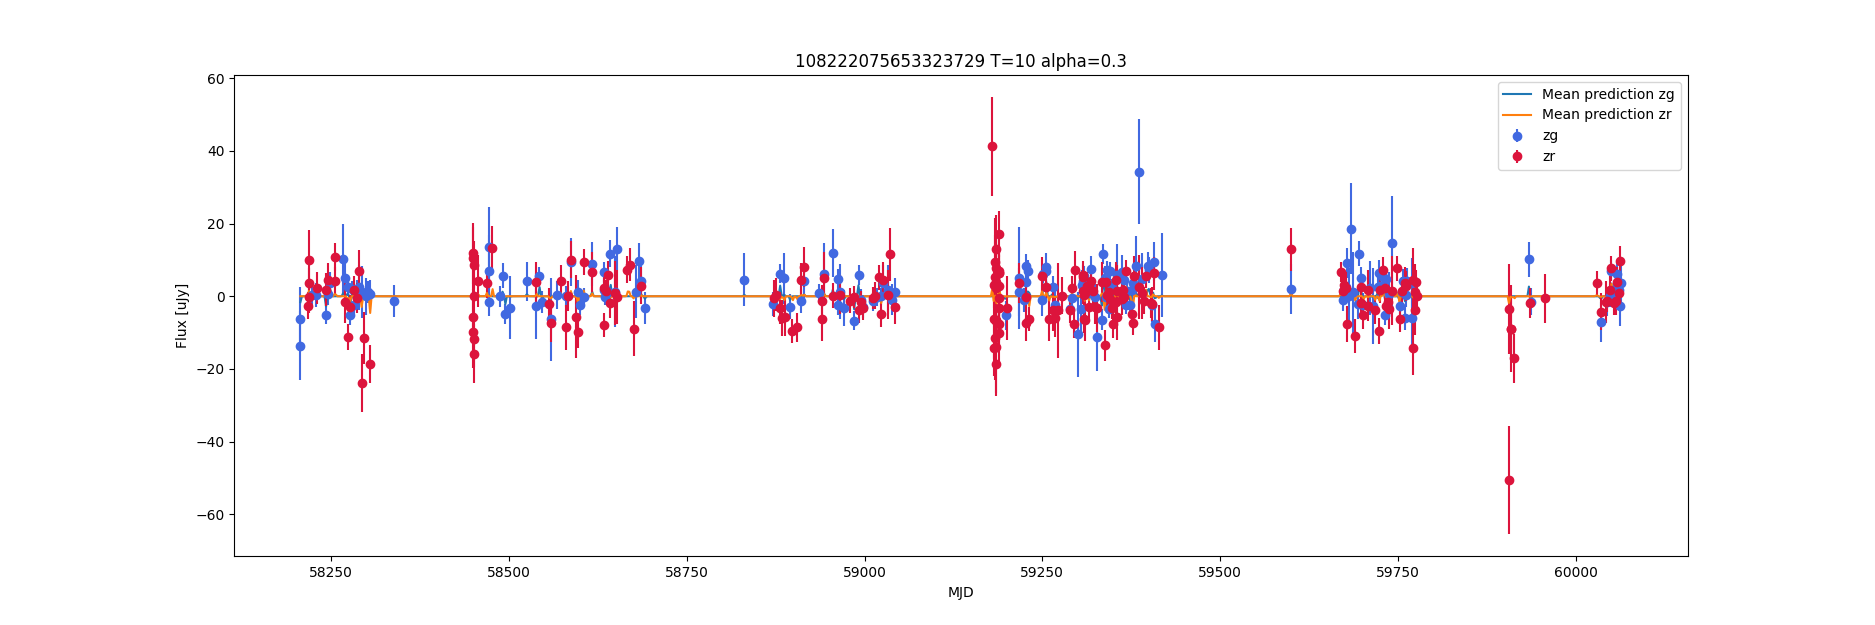 108222075653323729 T=10 alpha=0.3
Mean prediction zg
Mean prediction zr
zg
zr
Flux [uJy]
60
40
20
0
−20
−40
−60
58250 58500 58750 59000 59250 59500 59750 60000
MJD